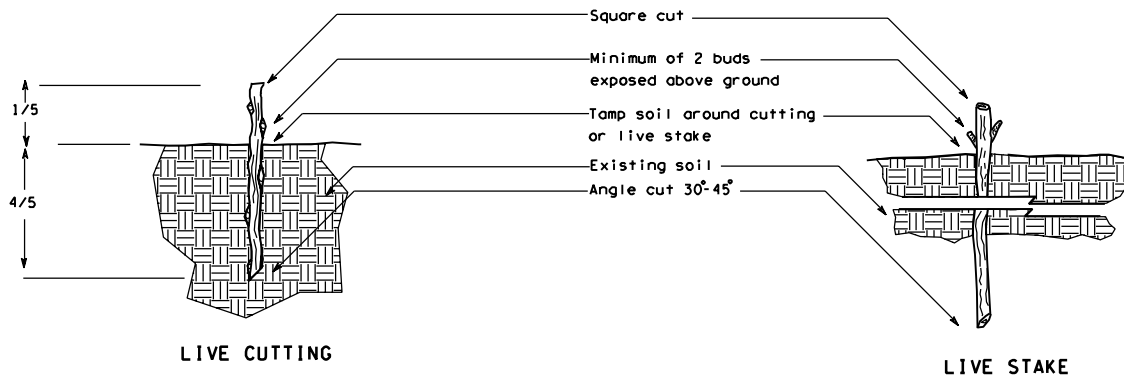 Square cut
Minimum of 2 buds
exposed above ground
1/5
Tamp soil around cutting
or live stake
Existing soil
Angle cut 30°-45°
4/5
LIVE CUTTING
LIVE STAKE